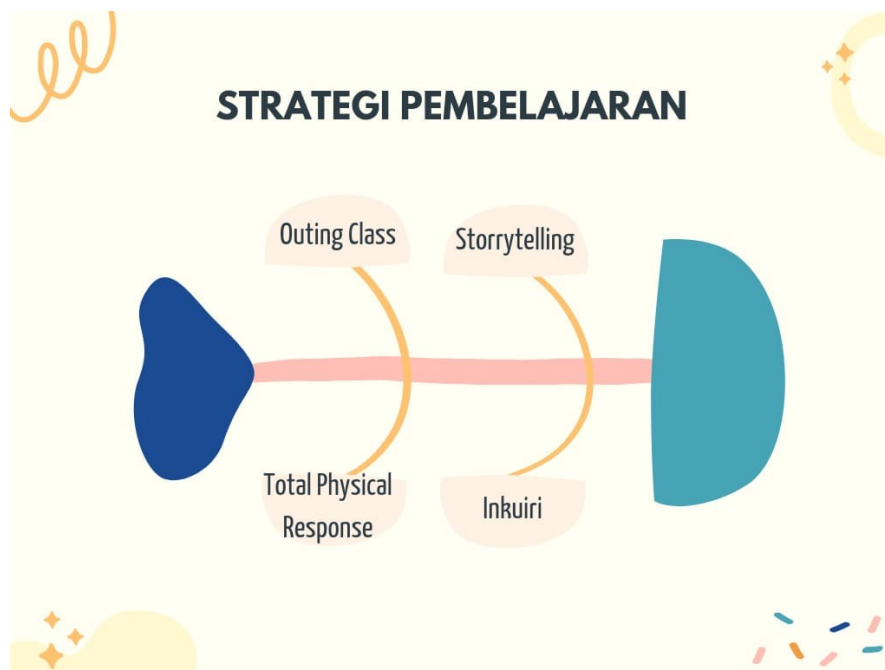 STRATEGI PEMBELAJARAN
Outing Class
Storrytelling
Total Physical
Response
Inkuiri